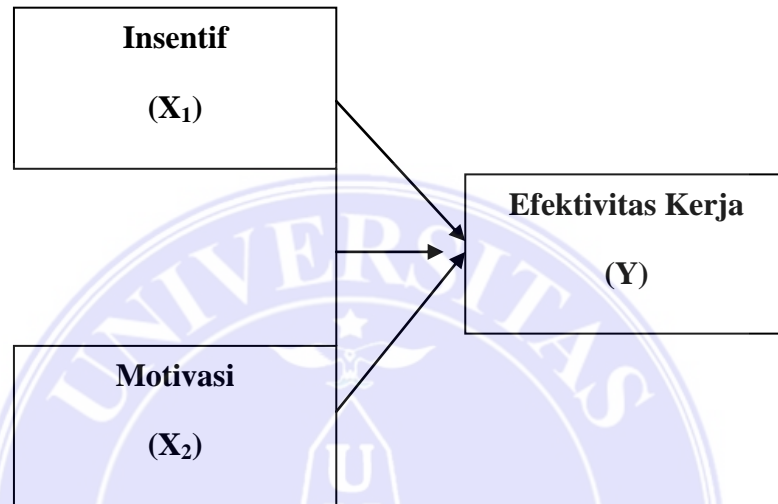 Insentif
(X₁)
Efektivitas Kerja
(Y)
Motivasi
(X₂)
UNIVERSITAS
U